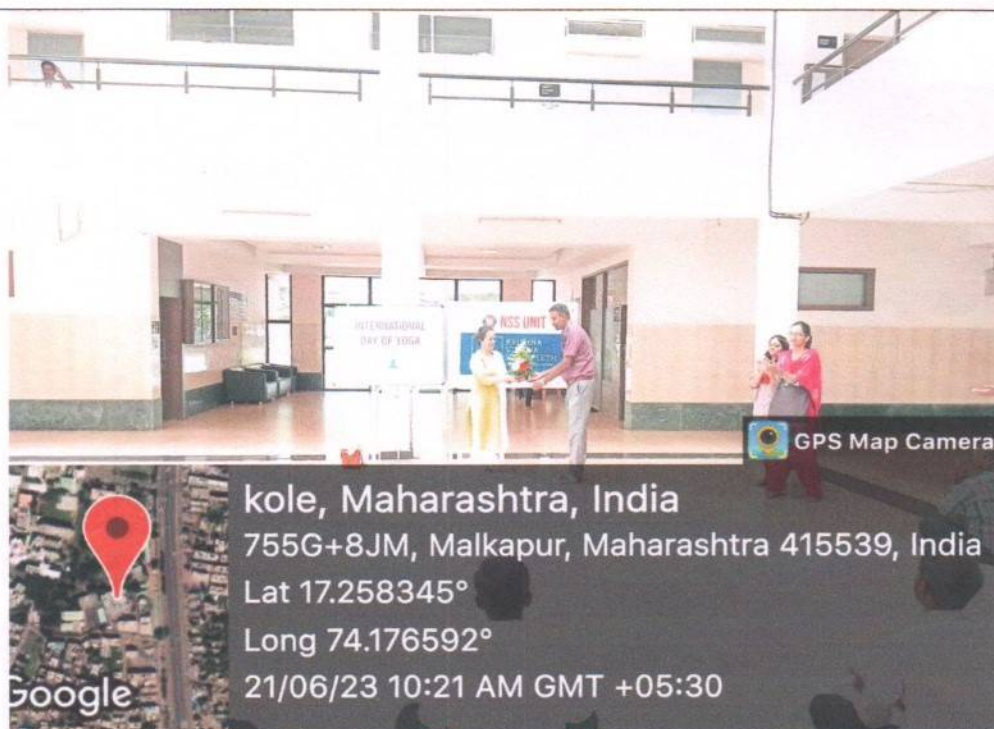 INTERNATIONAL
DAY OF YOGA
NSS UNIT
KRISHNA
GPS Map Camera
kole, Maharashtra, India
755G+8JM, Malkapur, Maharashtra 415539, India
Lat 17.258345°
Long 74.176592°
21/06/23 10:21 AM GMT +05:30
Google